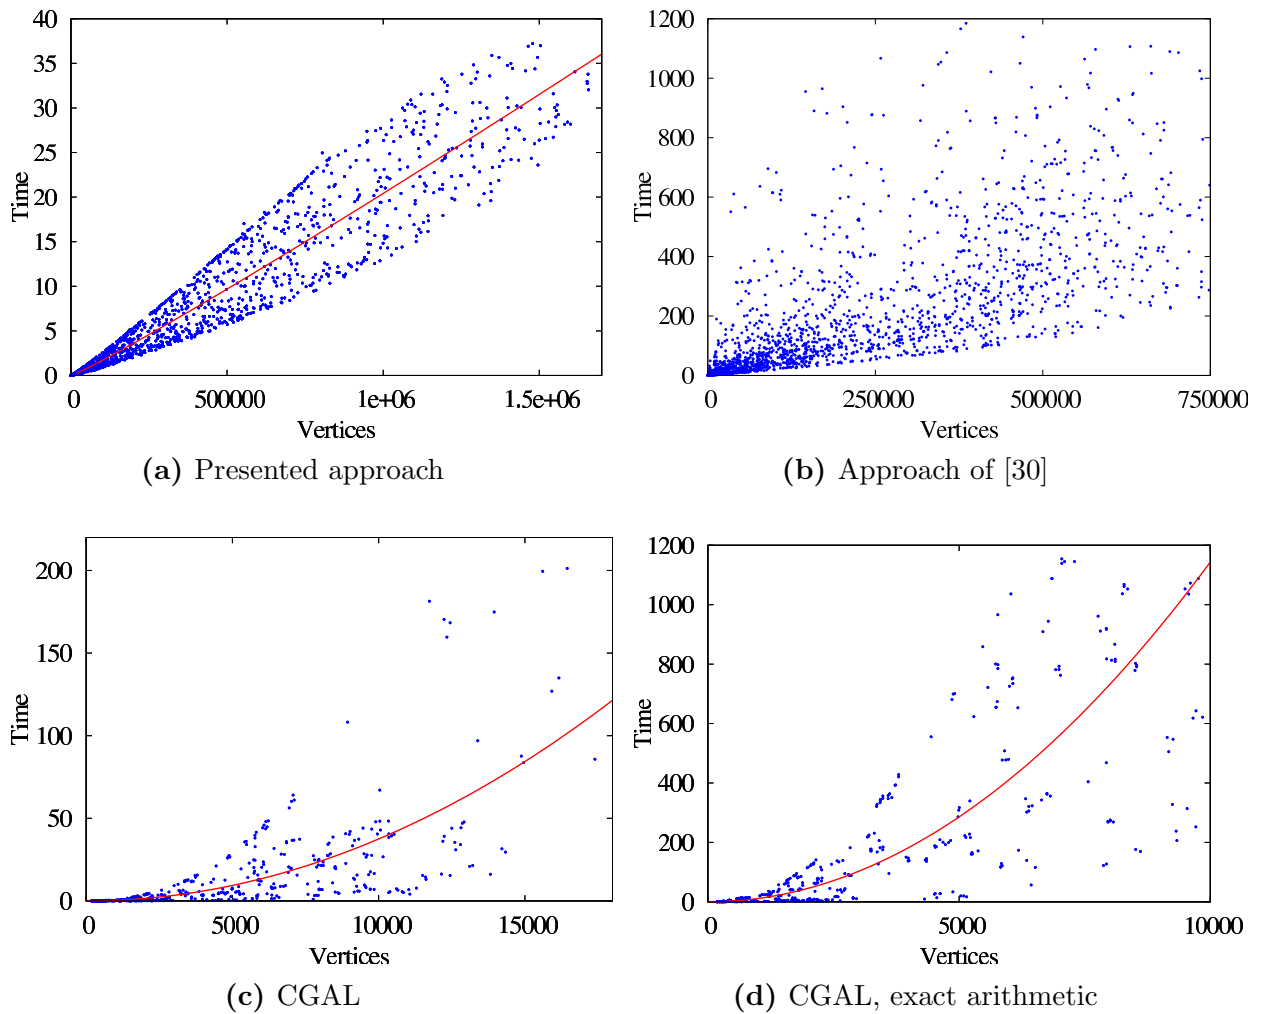 40
35
30
25
20
15
10
5
0
Time
0 500000 1e+06 1.5e+06
Vertices
(a) Presented approach
1200
1000
800
600
400
200
0
Time
0 250000 500000 750000
Vertices
(b) Approach of [30]
200
150
100
50
0
Time
0 5000 10000 15000
Vertices
(c) CGAL
1200
1000
800
600
400
200
0
Time
0 5000 10000
Vertices
(d) CGAL, exact arithmetic